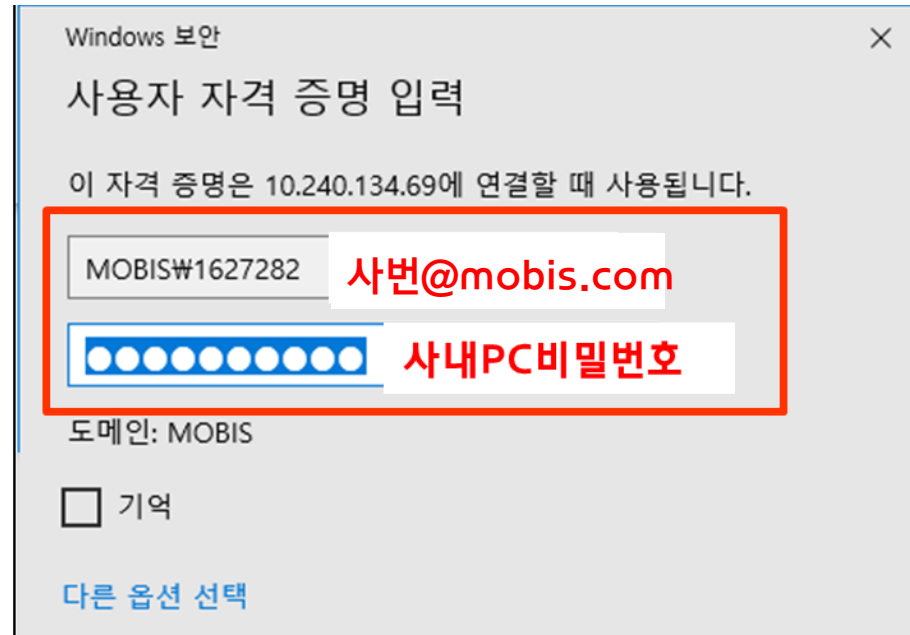 Windows 보안
사용자 자격 증명 입력
이 자격 증명은 10.240.134.69에 연결할 때 사용됩니다.
MOBIS₩1627282 사번@mobis.com
●●●●●●●●●● 사내PC비밀번호
도메인: MOBIS
기억
다른 옵션 선택